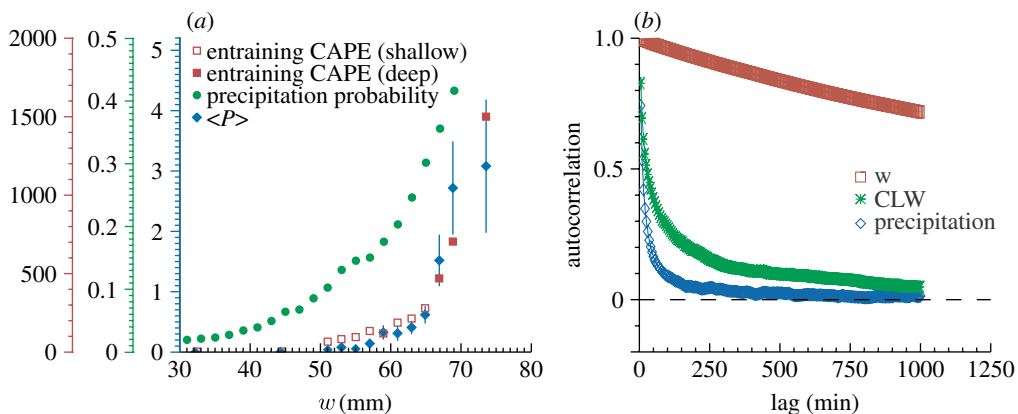 (a)
2000
1500
1000
500
0
0.5
0.4
0.3
0.2
0.1
0
5
4
3
2
1
0
entraining CAPE (shallow)
entraining CAPE (deep)
precipitation probability
<P>
30 40 50 60 70 80
w (mm)
(b)
1.0
0.5
0
autocorrelation
w
CLW
precipitation
0 250 500 750 1000 1250
lag (min)